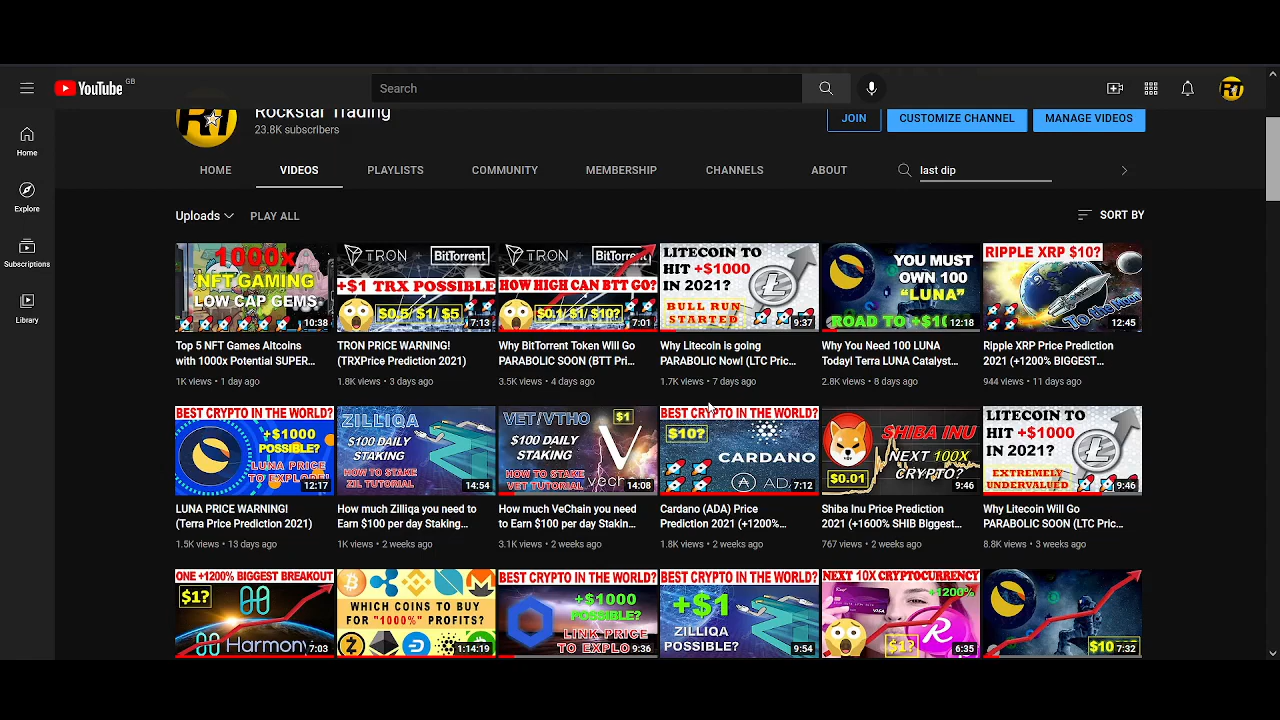 YouTube GB
Search
Rockstar Trading
23.8K subscribers
JOIN
CUSTOMIZE CHANNEL
MANAGE VIDEOS
Home
Explore
Subscriptions
Library
HOME
VIDEOS
PLAYLISTS
COMMUNITY
MEMBERSHIP
CHANNELS
ABOUT
last dip
Uploads
PLAY ALL
SORT BY
1000x
NFT GAMING
LOW CAP GEMS
10:38
Top 5 NFT Games Altcoins
with 1000x Potential SUPER...
1K views • 1 day ago
TRON + BitTorrent
+$1 TRX POSSIBLE
$0.5/ $1/ $5
7:13
TRON PRICE WARNING!
(TRXPrice Prediction 2021)
1.8K views • 3 days ago
TRON + BitTorrent
HOW HIGH CAN BTT GO?
$0.1/ $1/ $10?
7:01
Why BitTorrent Token Will Go
PARABOLIC SOON (BTT Pri...
3.5K views • 4 days ago
LITECOIN TO
HIT +$1000
IN 2021?
BULL RUN
STARTED
9:37
Why Litecoin is going
PARABOLIC Now! (LTC Pric...
1.7K views • 7 days ago
YOU MUST
OWN 100
"LUNA"
ROAD TO +$1(
12:18
Why You Need 100 LUNA
Today! Terra LUNA Catalyst...
2.8K views • 8 days ago
RIPPLE XRP $10?
To the Moon
12:45
Ripple XRP Price Prediction
2021 (+1200% BIGGEST...
944 views • 11 days ago
BEST CRYPTO IN THE WORLD?
+$1000
POSSIBLE?
LUNA PRICE
TO EXPLODE!
12:17
LUNA PRICE WARNING!
(Terra Price Prediction 2021)
1.5K views • 13 days ago
ZILLIQA
$100 DAILY
STAKING
HOW TO STAKE
ZIL TUTORIAL
14:54
How much Zilliqa you need
to Earn $100 per day Staking...
1K views • 2 weeks ago
VET/VTHO
$1
$100 DAILY
STAKING
HOW TO STAKE
VET TUTORIAL
vech
14:08
How much VeChain you need
to Earn $100 per day Stakin...
3.1K views • 2 weeks ago
BEST CRYPTO IN THE WORLD?
$10?
CARDANO
ADA
7:12
Cardano (ADA) Price
Prediction 2021 (+1200%...
1.8K views • 2 weeks ago
SHIBA INU
NEXT 100X
CRYPTO?
$0.01
9:46
Shiba Inu Price Prediction
2021 (+1600% SHIB Biggest...
767 views • 2 weeks ago
LITECOIN TO
HIT +$1000
IN 2021?
EXTREMELY
UNDERVALUED
9:46
Why Litecoin Will Go
PARABOLIC SOON (LTC Pric...
8.8K views • 3 weeks ago
ONE +1200% BIGGEST BREAKOUT
$1?
Harmony
7:03
WHICH COINS TO BUY
FOR "1000%" PROFITS?
1:14:19
BEST CRYPTO IN THE WORLD?
+$1000
POSSIBLE?
LINK PRICE
TO EXPLO
9:36
BEST CRYPTO IN THE WORLD?
+$1
ZILLIQA
POSSIBLE?
9:54
NEXT 10X CRYPTOCURRENCY
+1200%
$1?
6:35
$10
7:32